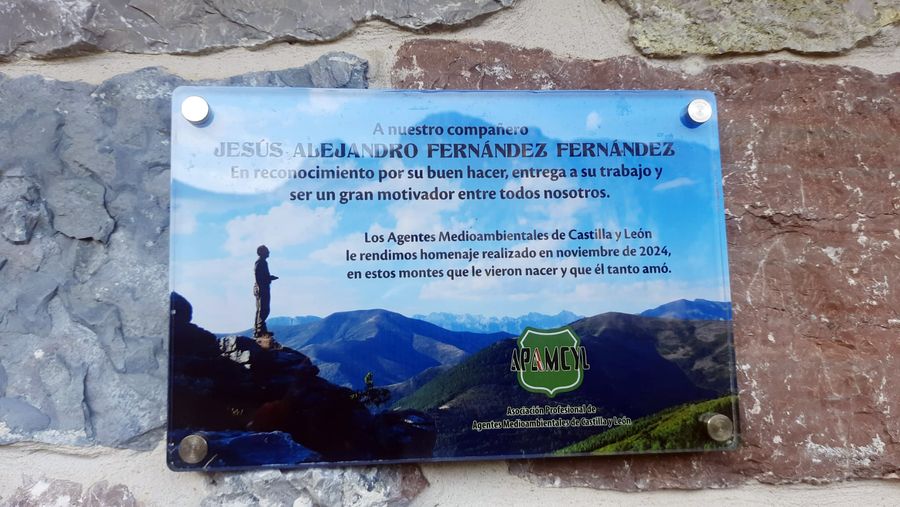 A nuestro compañero
JESÚS ALEJANDRO FERNÁNDEZ FERNÁNDEZ
En reconocimiento por su buen hacer, entrega a su trabajo y
ser un gran motivador entre todos nosotros.
Los Agentes Medioambientales de Castilla y León
le rendimos homenaje realizado en noviembre de 2024,
en estos montes que le vieron nacer y que él tanto amó.
APAMCYL
Asociación Profesional de
Agentes Medioambientales de Castilla y León